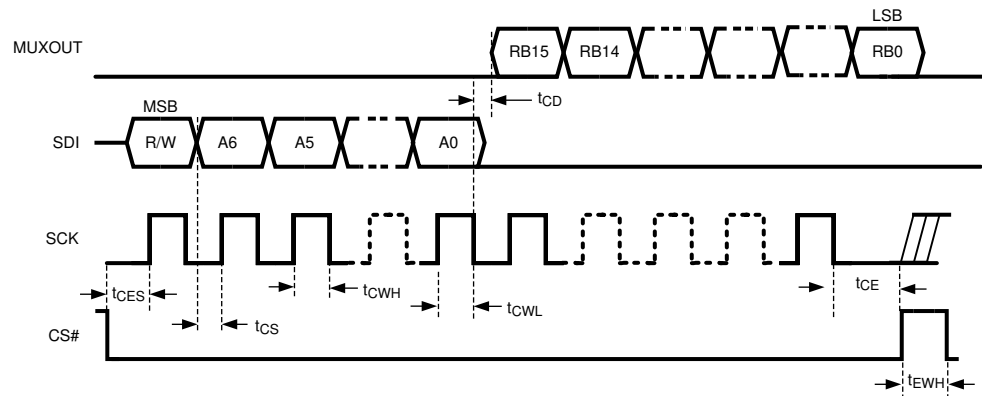 LSB
MUXOUT RB15 RB14 RB0
tCD
MSB
SDI R/W A6 A5 A0
SCK
tCES tCWH tCE
tCS tCWL
CS#
tEWH